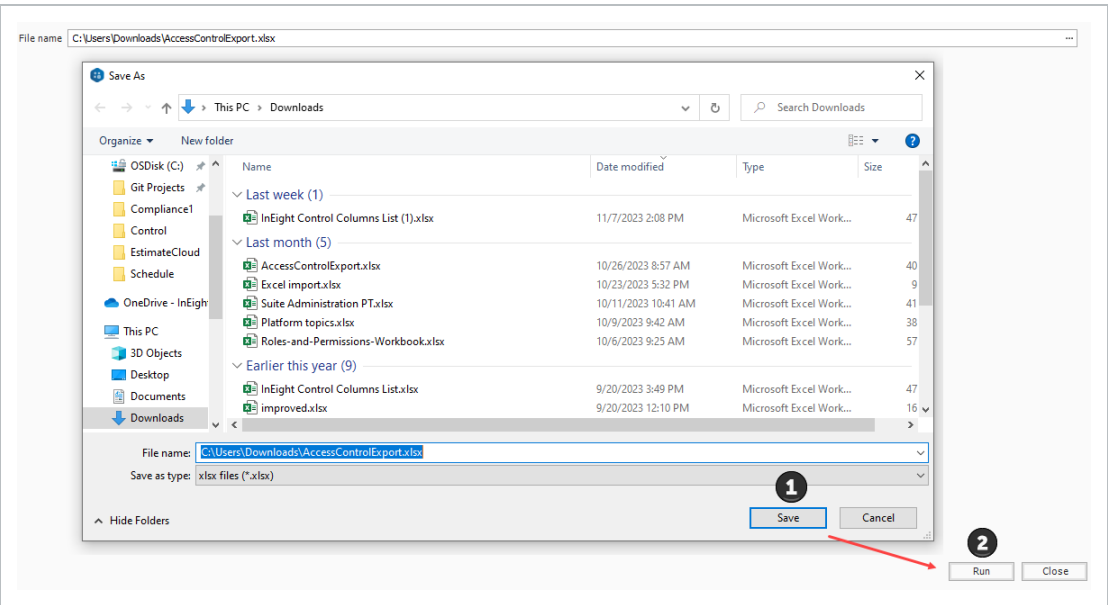 File name C:\Users\Downloads\AccessControlExport.xlsx ...
Save As
This PC > Downloads
Search Downloads
Organize New folder
OSDisk (C:)
Git Projects
Compliance1
Control
EstimateCloud
Schedule
OneDrive - InEigh
This PC
3D Objects
Desktop
Documents
Downloads
Name Date modified Type Size
Last week (1)
InEight Control Columns List (1).xlsx 11/7/2023 2:08 PM Microsoft Excel Work... 47
Last month (5)
AccessControlExport.xlsx 10/26/2023 8:57 AM Microsoft Excel Work... 40
Excel import.xlsx 10/23/2023 5:32 PM Microsoft Excel Work... 9
Suite Administration PT.xlsx 10/11/2023 10:41 AM Microsoft Excel Work... 41
Platform topics.xlsx 10/9/2023 9:42 AM Microsoft Excel Work... 38
Roles-and-Permissions-Workbook.xlsx 10/6/2023 9:25 AM Microsoft Excel Work... 57
Earlier this year (9)
InEight Control Columns List.xlsx 9/20/2023 3:49 PM Microsoft Excel Work... 47
improved.xlsx 9/20/2023 12:10 PM Microsoft Excel Work... 16
File name: C:\Users\Downloads\AccessControlExport.xlsx
Save as type: xlsx files (*.xlsx)
1
Hide Folders Save Cancel
2
Run Close